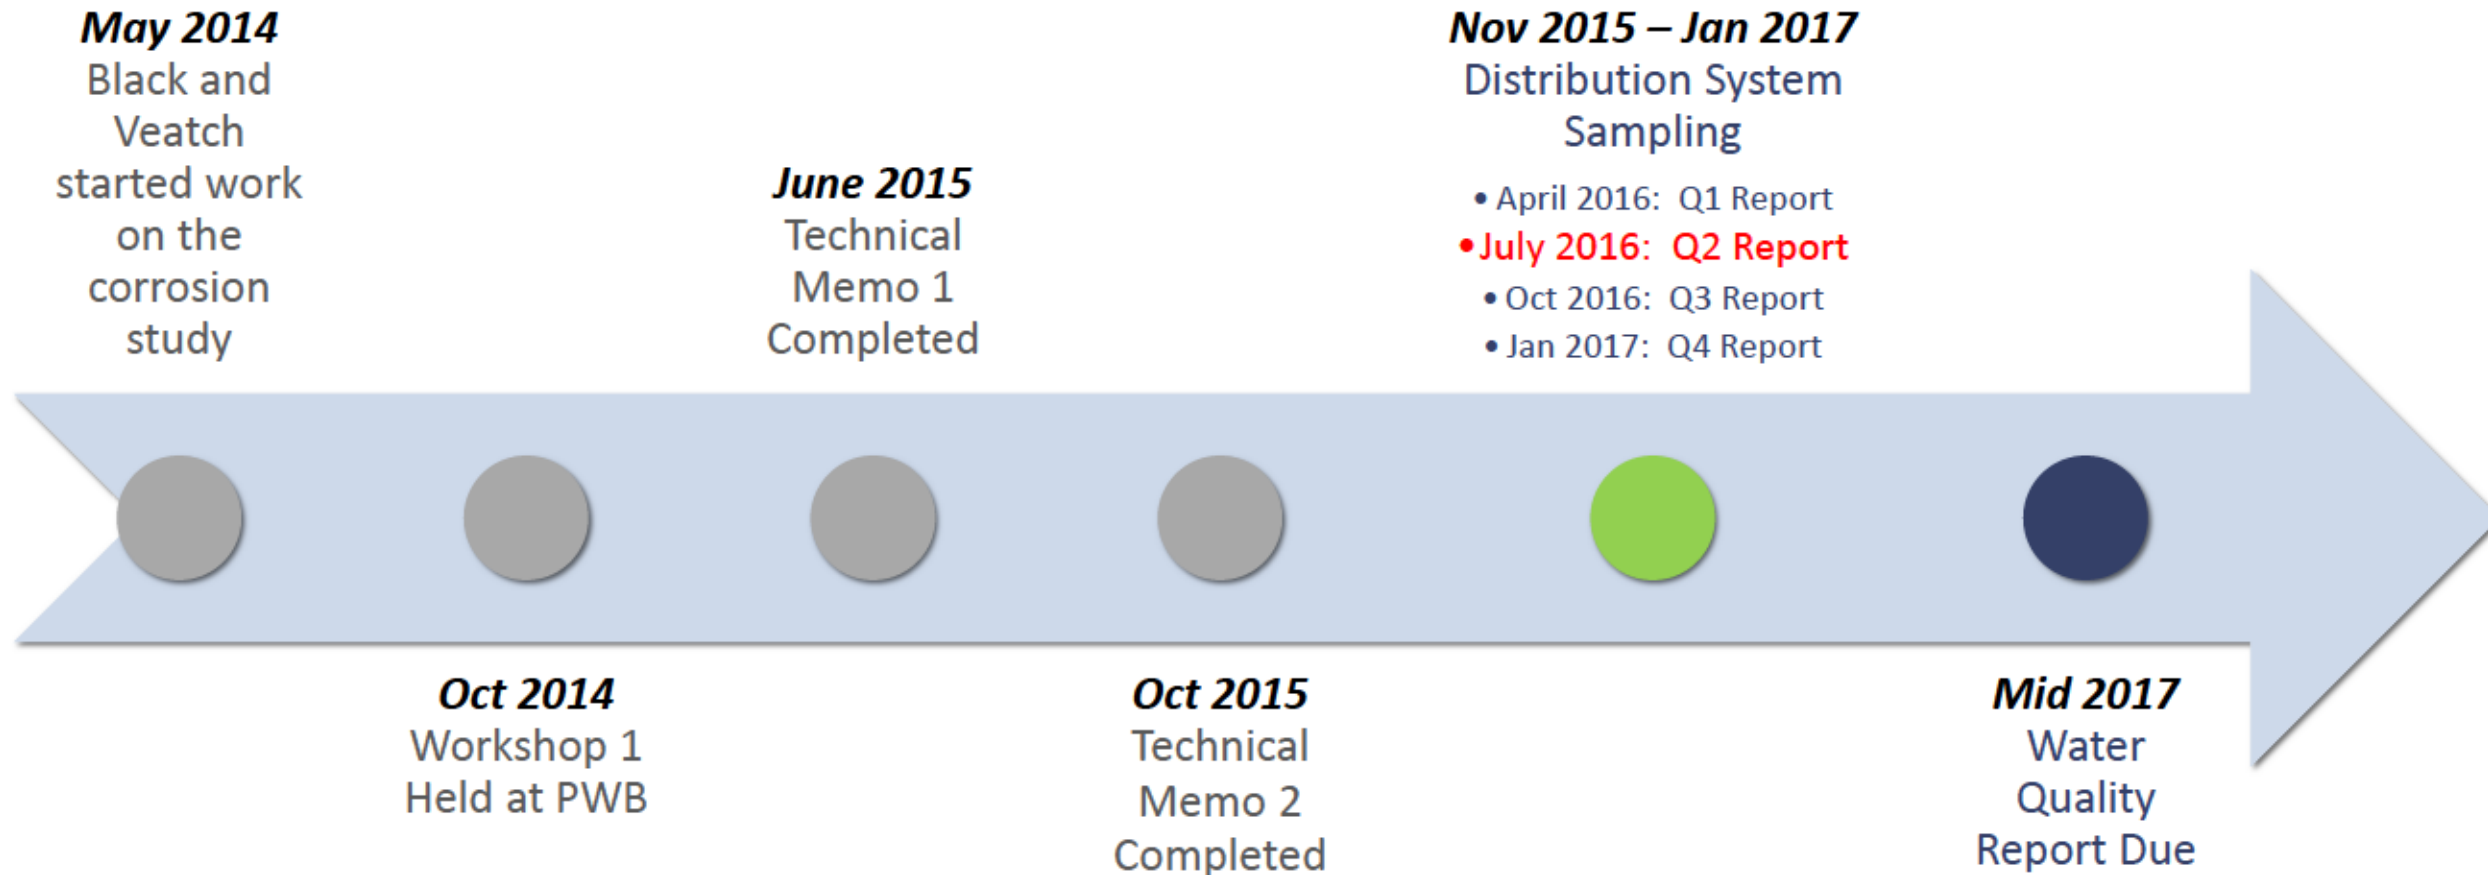 May 2014
Black and
Veatch
started work
on the
corrosion
study
Oct 2014
Workshop 1
Held at PWB
June 2015
Technical
Memo 1
Completed
Oct 2015
Technical
Memo 2
Completed
Nov 2015 – Jan 2017
Distribution System
Sampling
• April 2016: Q1 Report
• July 2016: Q2 Report
• Oct 2016: Q3 Report
• Jan 2017: Q4 Report
Mid 2017
Water
Quality
Report Due